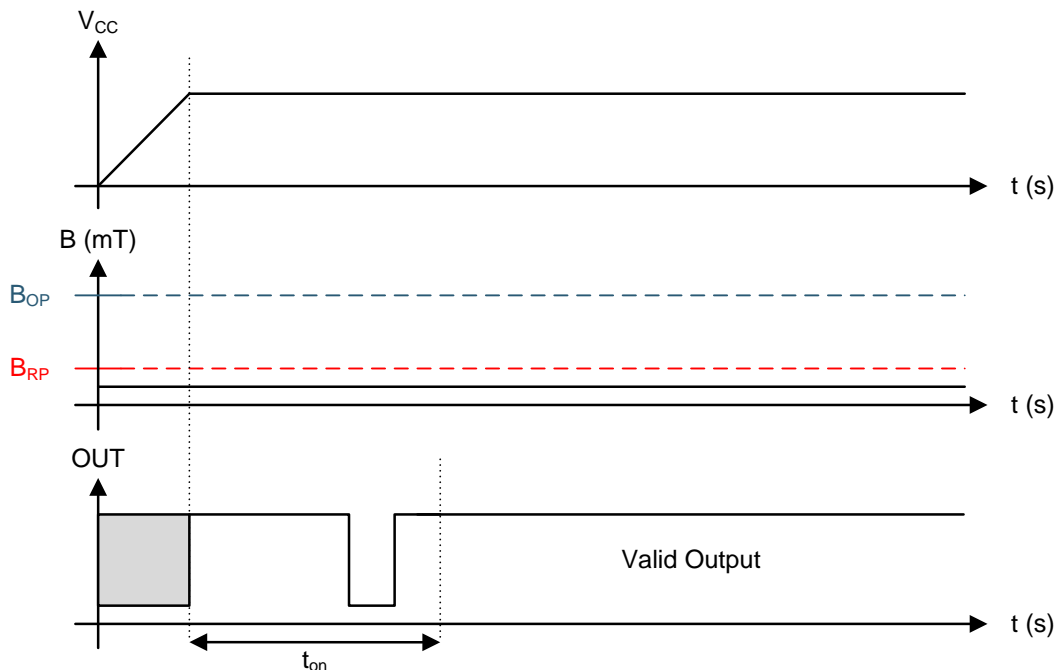 VCC
t (s)
B (mT)
BOP
BRP
t (s)
OUT
Valid Output
t (s)
ton